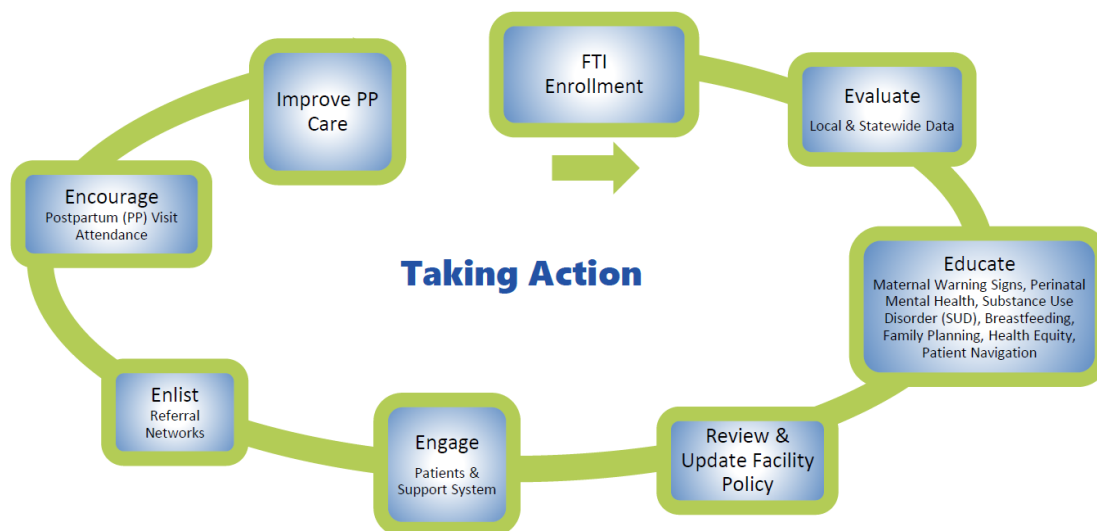 FTI
Enrollment
Evaluate
Local & Statewide Data
Educate
Maternal Warning Signs, Perinatal
Mental Health, Substance Use
Disorder (SUD), Breastfeeding,
Family Planning, Health Equity,
Patient Navigation
Review &
Update Facility
Policy
Engage
Patients &
Support System
Enlist
Referral
Networks
Encourage
Postpartum (PP) Visit
Attendance
Improve PP
Care
Taking Action